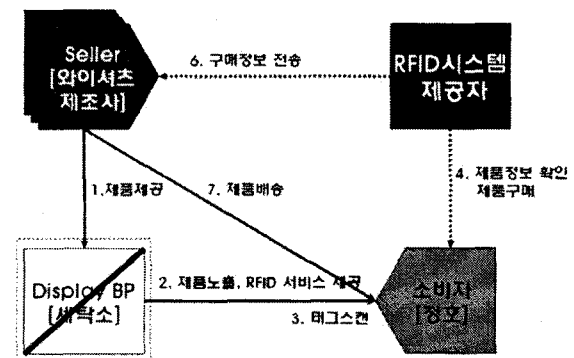 Seller
[와이셔츠
제조사]
6. 구매정보 전송
RFID시스템
제공자
1.제품제공
7. 제품배송
4. 제품정보 확인
제품구매
Display BP
[세탁소]
2. 제품노출, RFID 서비스 제공
3. 태그스캔
소비자
[정호]